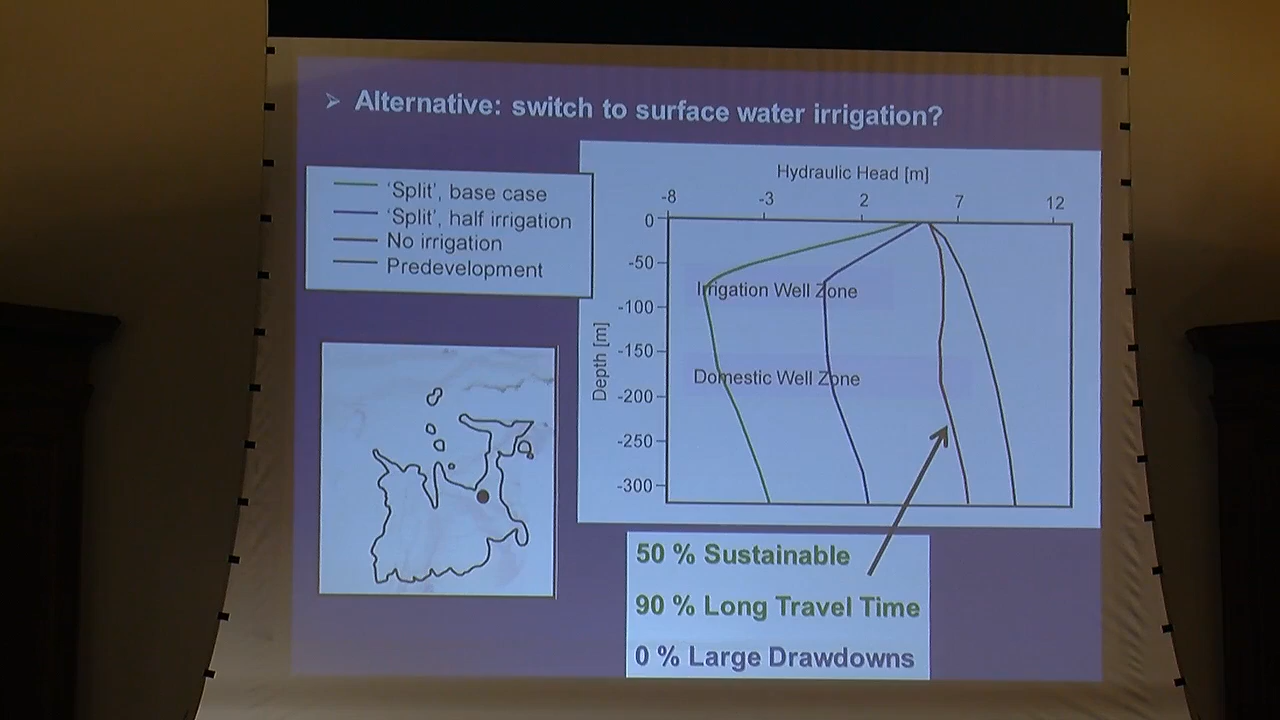 ➢ Alternative: switch to surface water irrigation?
'Split', base case
'Split', half irrigation
No irrigation
Predevelopment
Hydraulic Head [m]
-8 -3 2 7 12
Depth [m]
0
-50
-100
-150
-200
-250
-300
Irrigation Well Zone
Domestic Well Zone
50 % Sustainable
90 % Long Travel Time
0 % Large Drawdowns